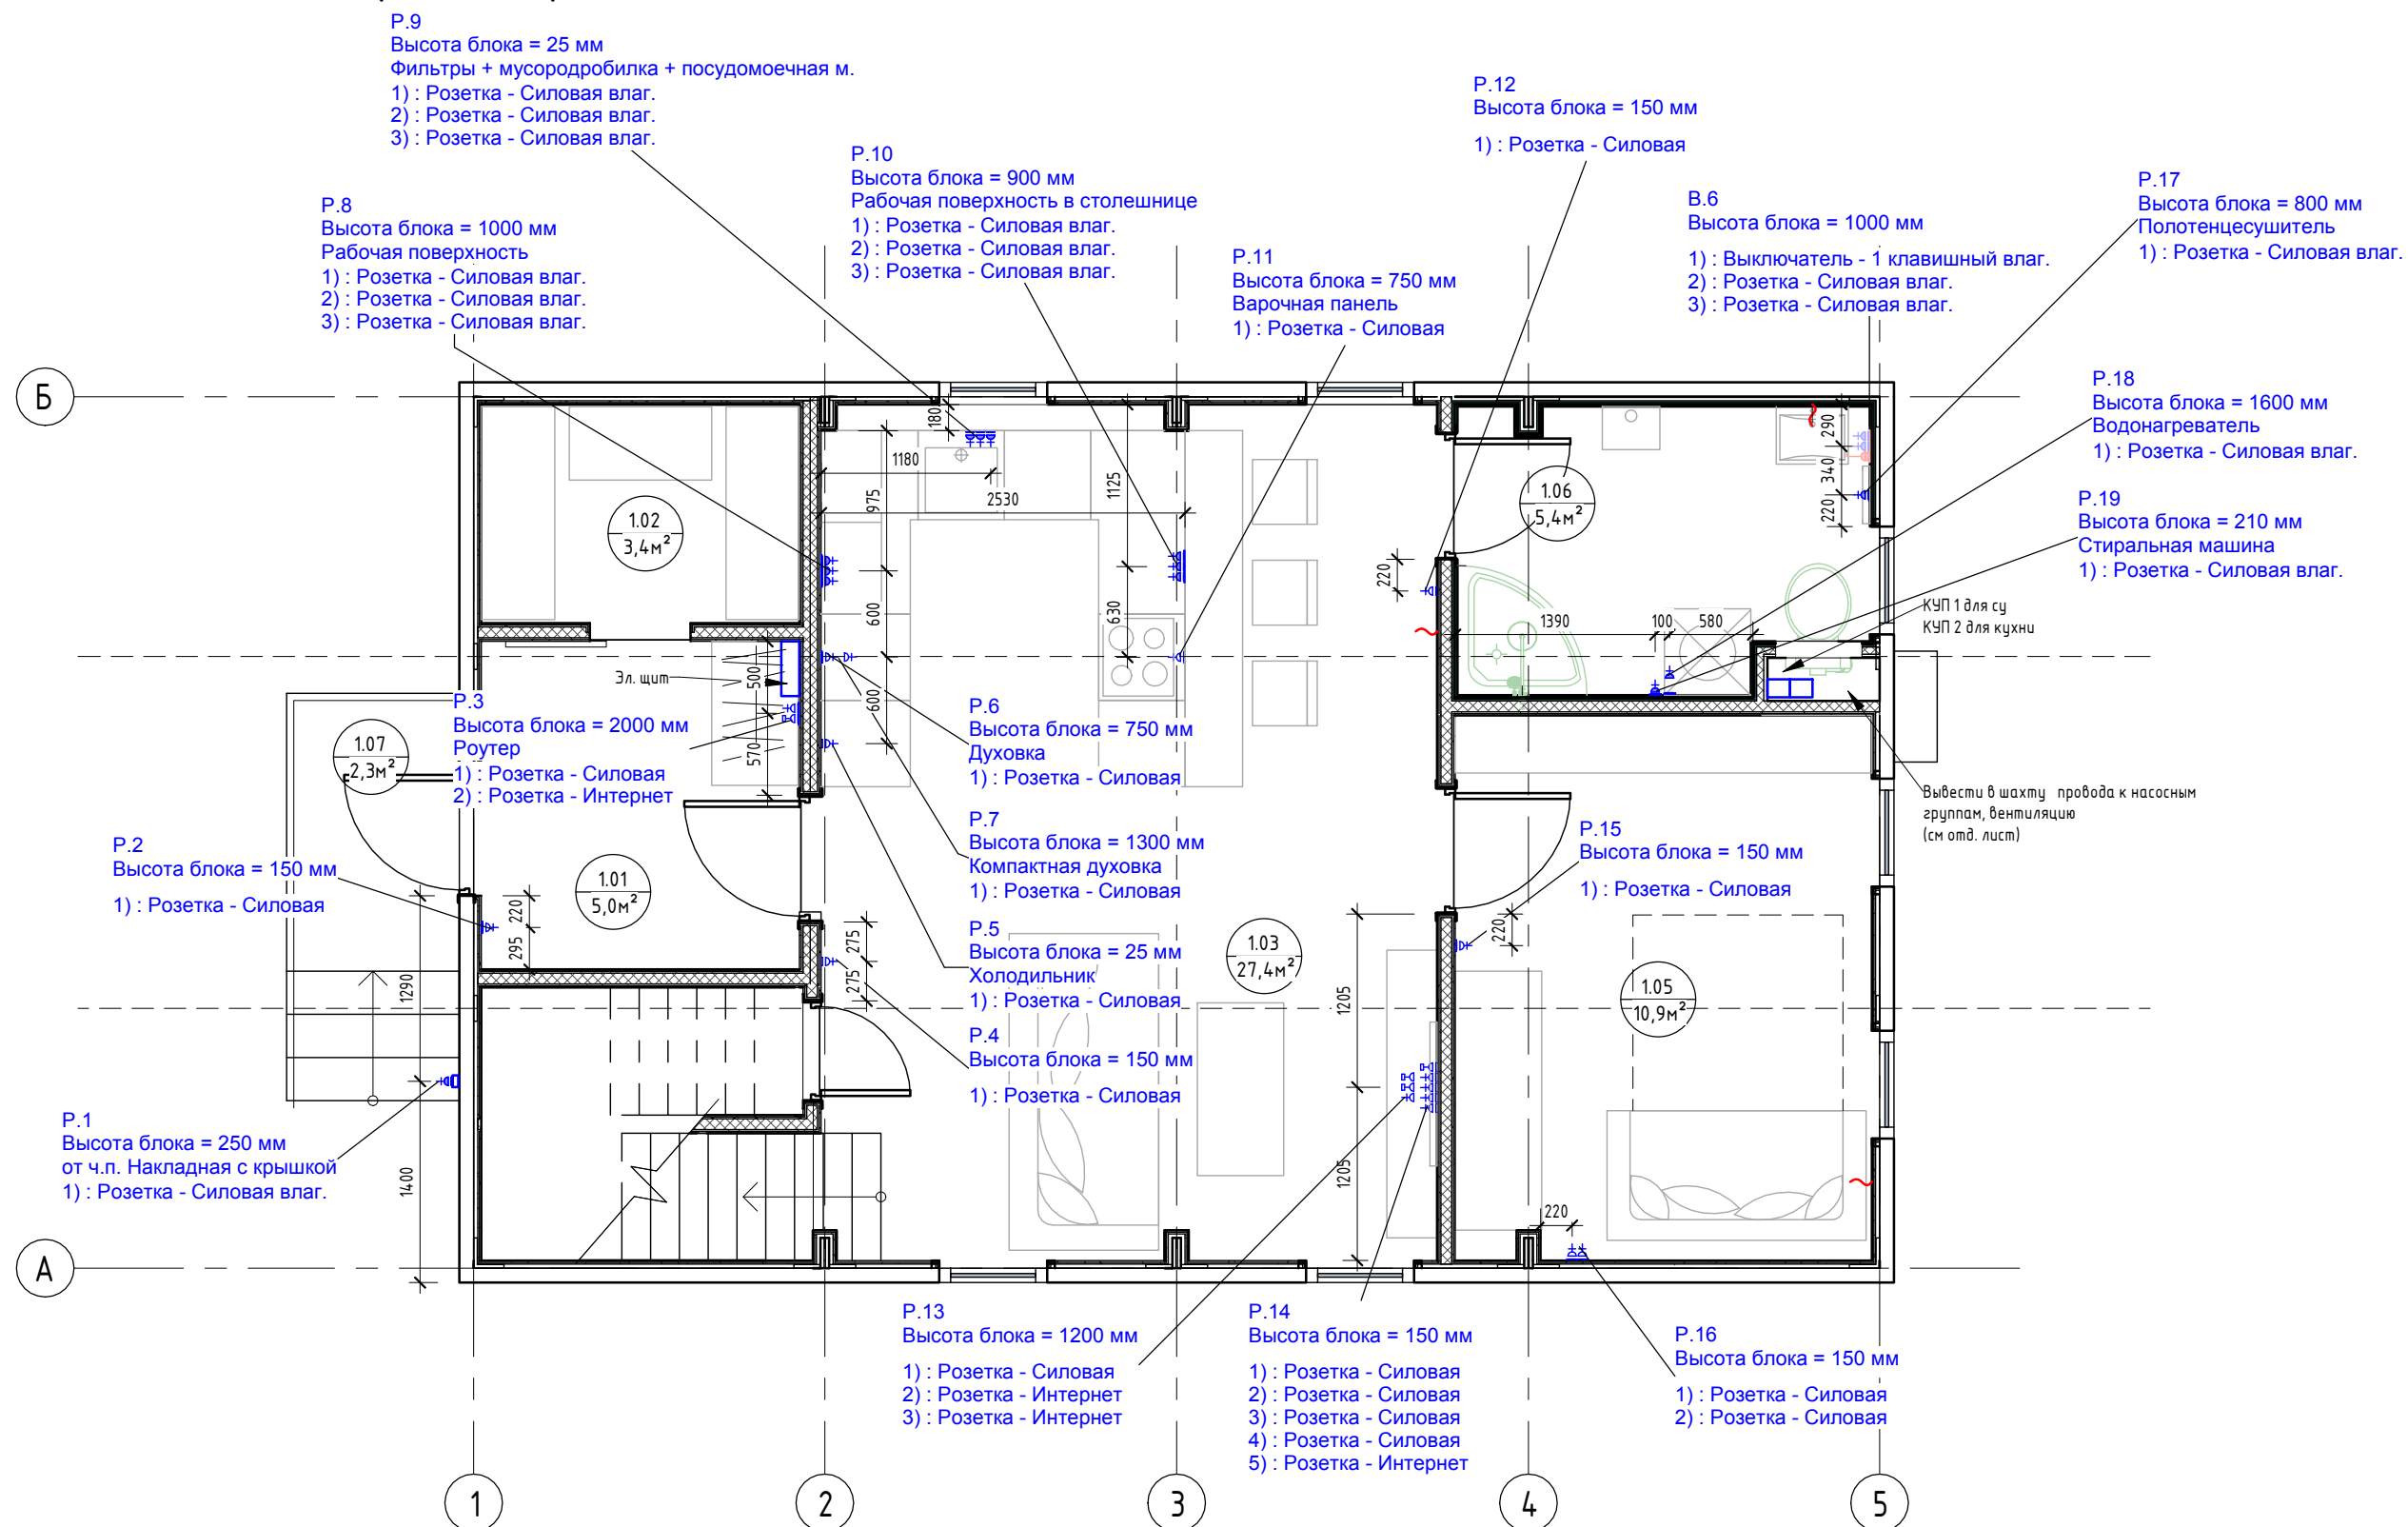 Р.9
Высота блока = 25 мм
Фильтры + мусородробилка + посудомоечная м.
1) : Розетка - Силовая влаг.
2) : Розетка - Силовая влаг.
3) : Розетка - Силовая влаг.
Р.12
Высота блока = 150 мм
1) : Розетка - Силовая
Р.10
Высота блока = 900 мм
Рабочая поверхность в столешнице
1) : Розетка - Силовая влаг.
2) : Розетка - Силовая влаг.
3) : Розетка - Силовая влаг.
Р.17
Высота блока = 800 мм
Полотенцесушитель
1) : Розетка - Силовая влаг.
Р.8
Высота блока = 1000 мм
Рабочая поверхность
1) : Розетка - Силовая влаг.
2) : Розетка - Силовая влаг.
3) : Розетка - Силовая влаг.
В.6
Высота блока = 1000 мм
1) : Выключатель - 1 клавишный влаг.
2) : Розетка - Силовая влаг.
3) : Розетка - Силовая влаг.
Р.11
Высота блока = 750 мм
Варочная панель
1) : Розетка - Силовая
Р.18
Высота блока = 1600 мм
Водонагреватель
1) : Розетка - Силовая влаг.
Б
180
1180
2530
975
1125
600
630
600
290
340
220
1.02
3,4м²
1.06
5,4м²
Р.19
Высота блока = 210 мм
Стиральная машина
1) : Розетка - Силовая влаг.
220
1390
100
580
КУП 1 для су
КУП 2 для кухни
Эл. щит
500
570
Р.3
Высота блока = 2000 мм
Роутер
1) : Розетка - Силовая
2) : Розетка - Интернет
1.07
2,3м²
Р.6
Высота блока = 750 мм
Духовка
1) : Розетка - Силовая
Р.7
Высота блока = 1300 мм
Компактная духовка
1) : Розетка - Силовая
Вывести в шахту провода к насосным
группам, вентиляцию
(см отд. лист)
Р.2
Высота блока = 150 мм
1) : Розетка - Силовая
1.01
5,0м²
220
295
Р.15
Высота блока = 150 мм
1) : Розетка - Силовая
220
Р.5
Высота блока = 25 мм
Холодильник
1) : Розетка - Силовая
275
275
1.03
27,4м²
1.05
10,9м²
1290
1400
1205
1205
Р.4
Высота блока = 150 мм
1) : Розетка - Силовая
Р.1
Высота блока = 250 мм
от ч.п. Накладная с крышкой
1) : Розетка - Силовая влаг.
220
А
Р.13
Высота блока = 1200 мм
1) : Розетка - Силовая
2) : Розетка - Интернет
3) : Розетка - Интернет
Р.14
Высота блока = 150 мм
1) : Розетка - Силовая
2) : Розетка - Силовая
3) : Розетка - Силовая
4) : Розетка - Силовая
5) : Розетка - Интернет
Р.16
Высота блока = 150 мм
1) : Розетка - Силовая
2) : Розетка - Силовая
1
2
3
4
5